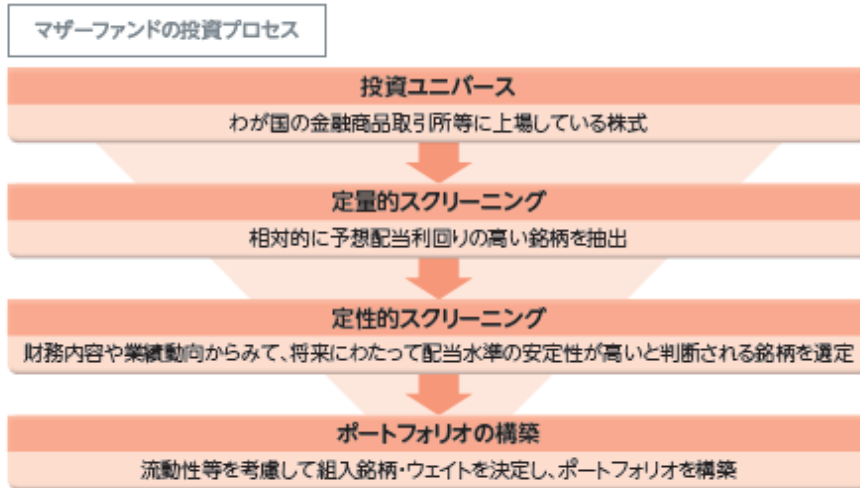 マザーファンドの投資プロセス
投資ユニバース
わが国の金融商品取引所等に上場している株式
定量的スクリーニング
相対的に予想配当利回りの高い銘柄を抽出
定性的スクリーニング
財務内容や業績動向からみて、将来にわたって配当水準の安定性が高いと判断される銘柄を選定
ポートフォリオの構築
流動性等を考慮して組入銘柄・ウェイトを決定し、ポートフォリオを構築